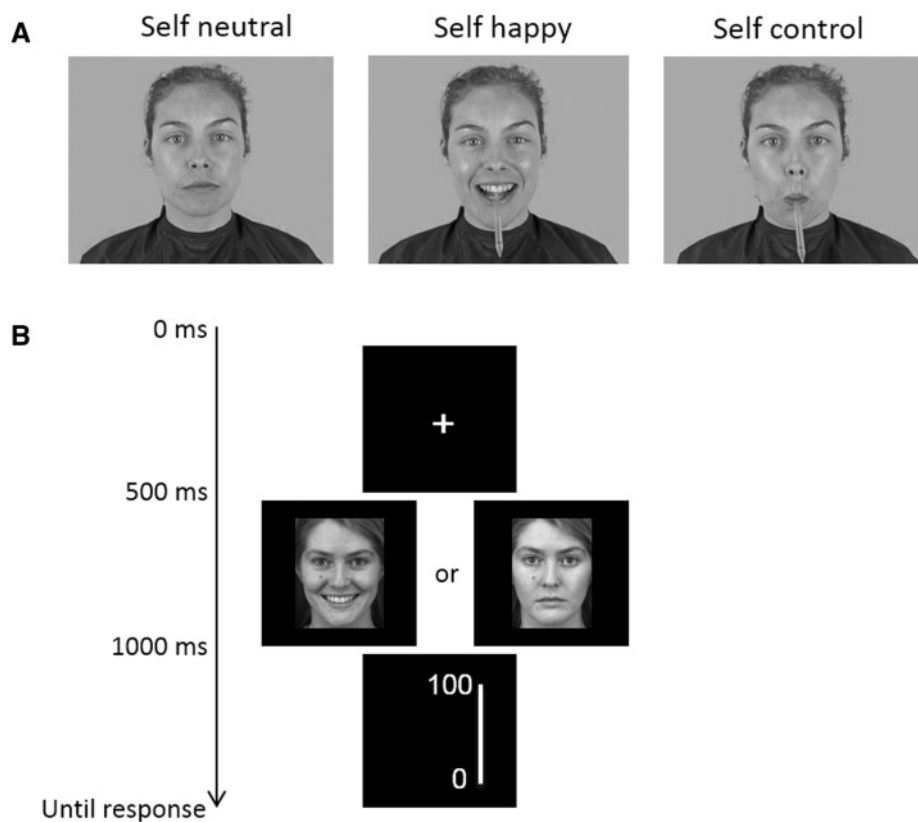 A
Self neutral
Self happy
Self control
B
0 ms
500 ms
or
1000 ms
100
0
Until response